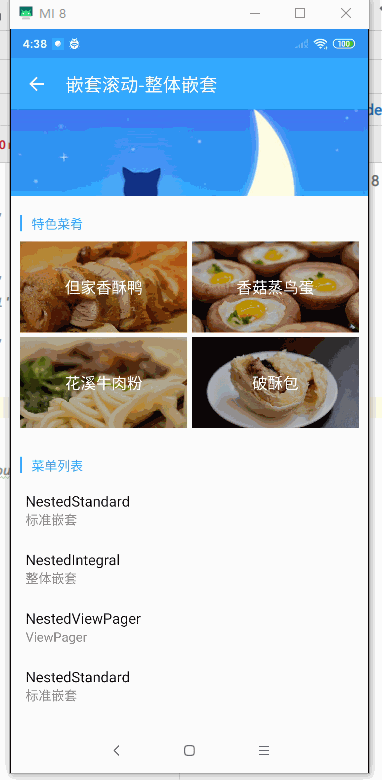 MI 8
4:38
100
嵌套滚动-整体嵌套
特色菜肴
但家香酥鸭
香菇蒸鸟蛋
花溪牛肉粉
破酥包
菜单列表
NestedStandard
标准嵌套
NestedIntegral
整体嵌套
NestedViewPager
ViewPager
NestedStandard
标准嵌套
de
8